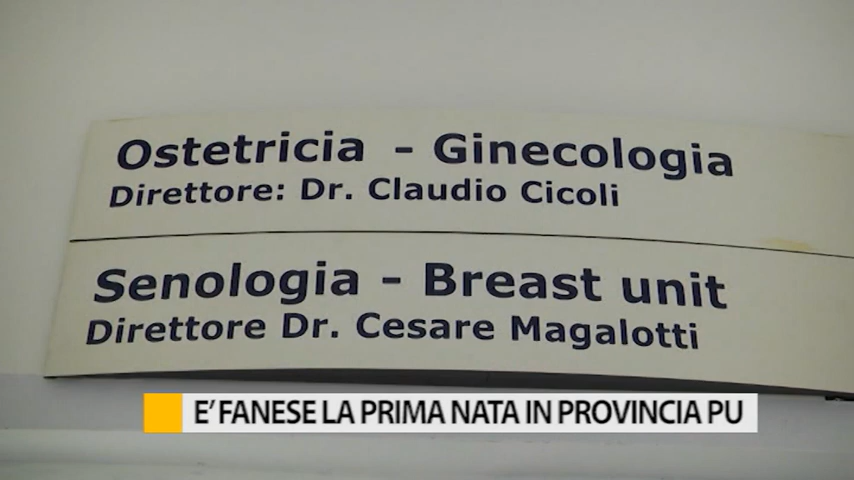 Ostetricia - Ginecologia
Direttore: Dr. Claudio Cicoli
Senologia - Breast unit
Direttore Dr. Cesare Magalotti
E' FANESE LA PRIMA NATA IN PROVINCIA PU